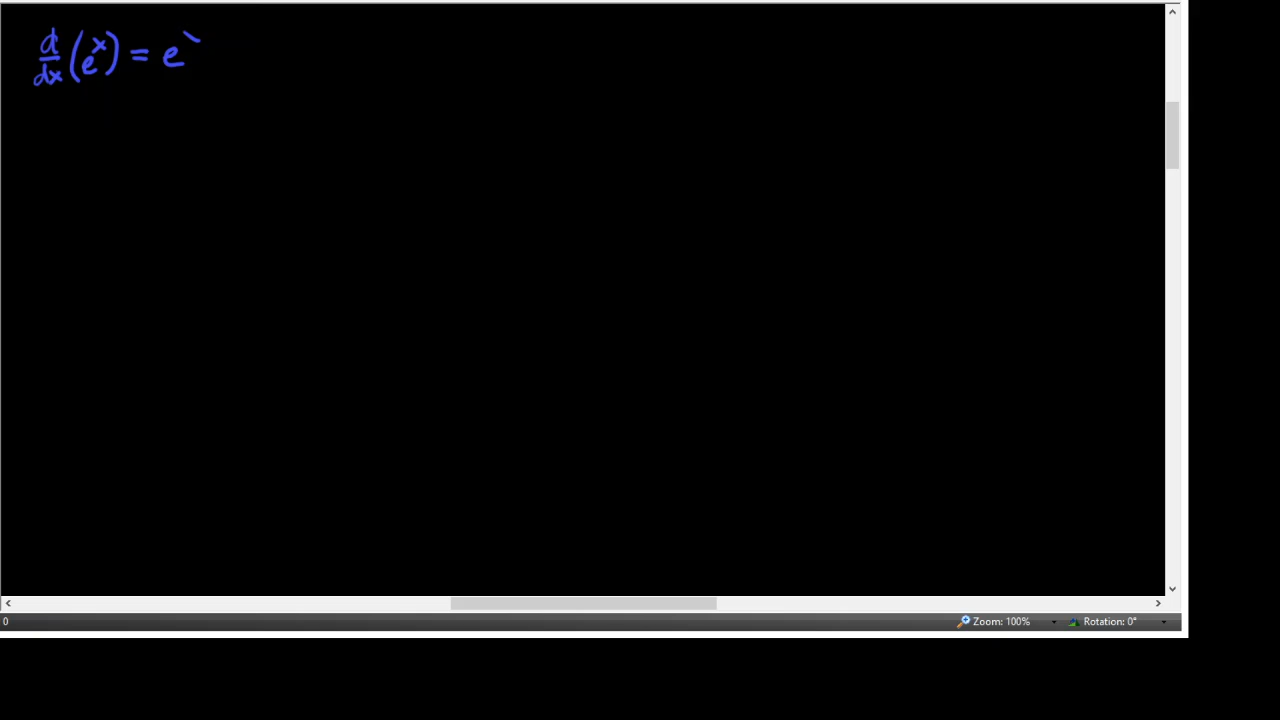 d/dx (e^x) = e^\
0 Zoom: 100% Rotation: 0°